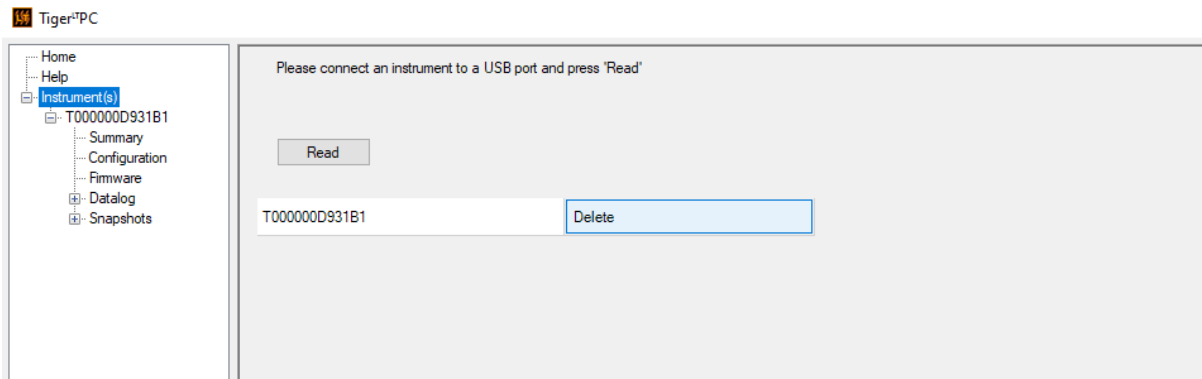 TigerᴸᵀPC
Home
Help
Instrument(s)
T000000D931B1
Summary
Configuration
Firmware
Datalog
Snapshots
Please connect an instrument to a USB port and press 'Read'
Read
T000000D931B1 Delete